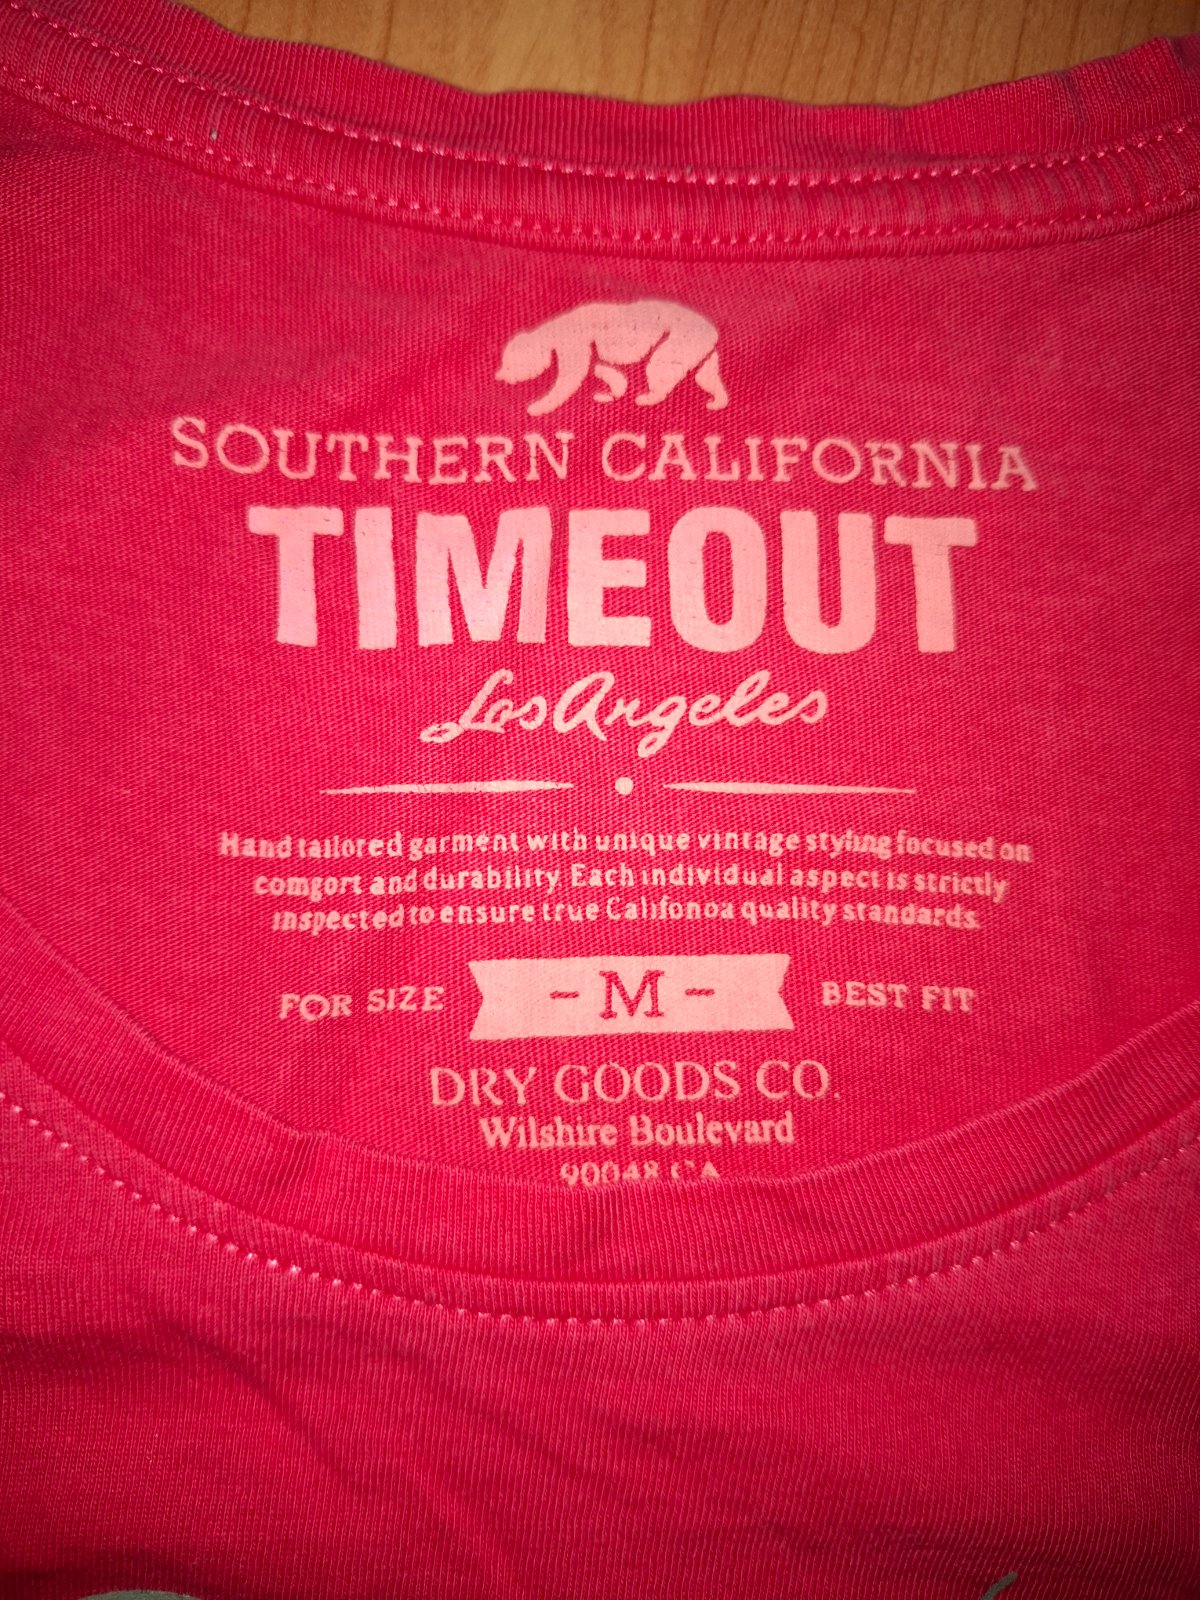 SOUTHERN CALIFORNIA
TIMEOUT
Los Angeles
Hand tailored garment with unique vintage styling focused on
comgort and durability. Each individual aspect is strictly
inspected to ensure true Califonoa quality standards.
FOR SIZE - M - BEST FIT
DRY GOODS CO.
Wilshire Boulevard
90048 CA